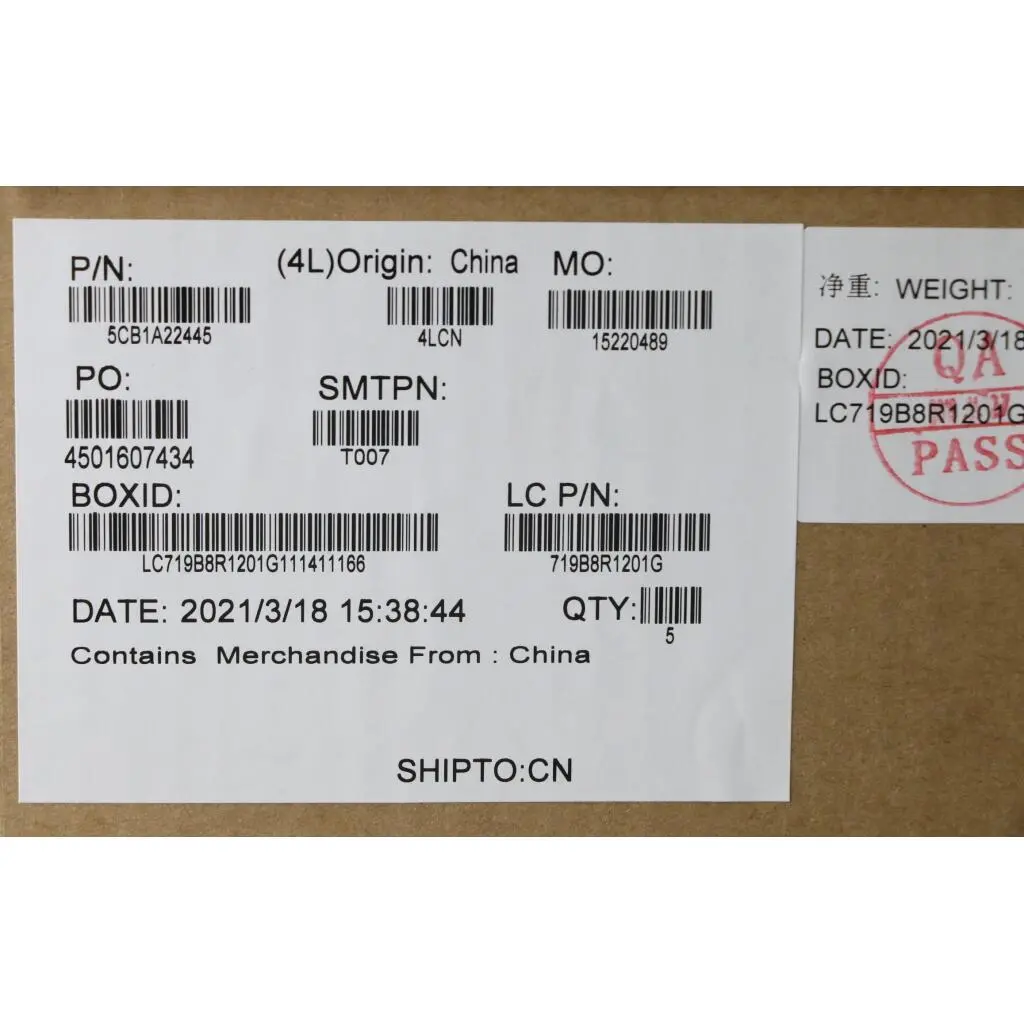 P/N:
(4L)Origin: China
MO:
5CB1A22445
4LCN
15220489
PO:
SMTPN:
4501607434
T007
BOXID:
LC P/N:
LC719B8R1201G111411166
719B8R1201G
DATE: 2021/3/18 15:38:44
QTY:
5
Contains Merchandise From : China
SHIPTO:CN
净重: WEIGHT:
DATE: 2021/3/18
BOXID:
LC719B8R1201G
QA
PASS